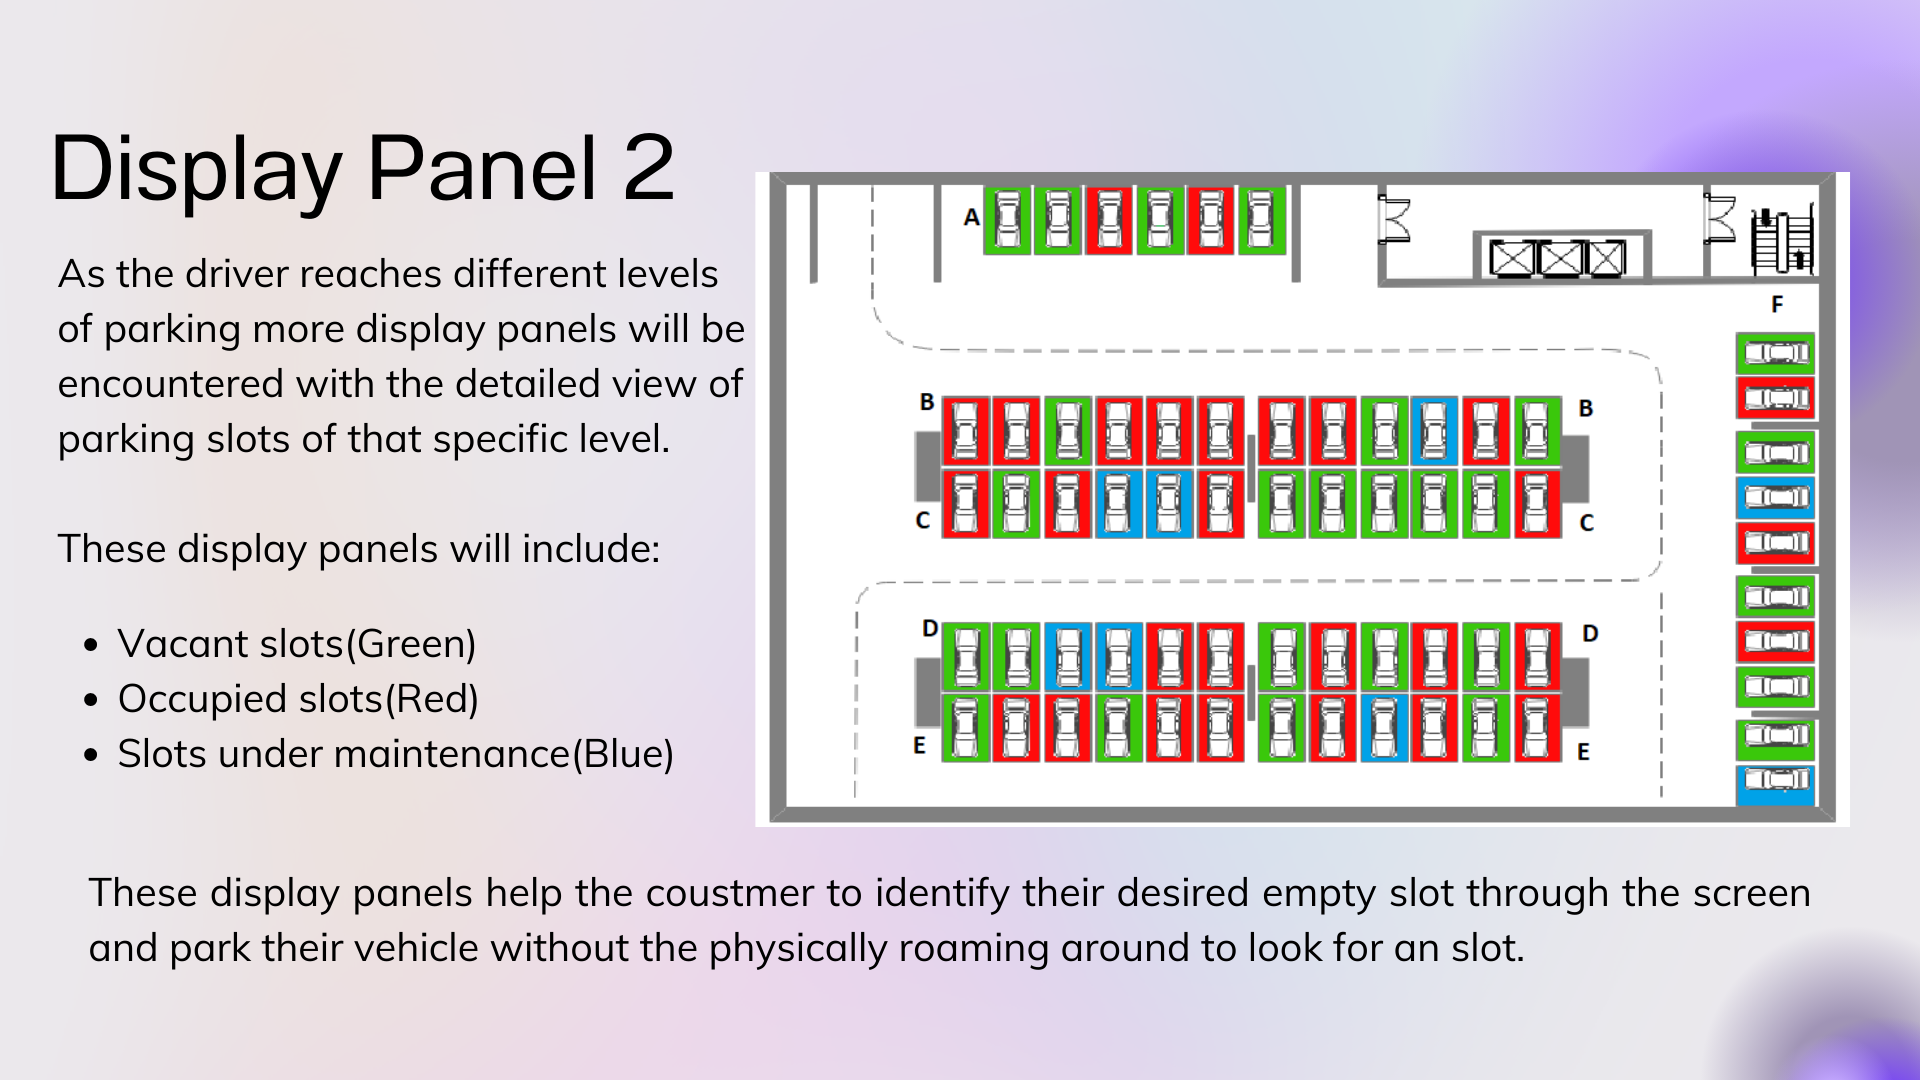 Display Panel 2
As the driver reaches different levels
of parking more display panels will be
encountered with the detailed view of
parking slots of that specific level.
These display panels will include:
• Vacant slots(Green)
• Occupied slots(Red)
• Slots under maintenance(Blue)
A
F
B
B
C
C
D
D
E
E
These display panels help the coustmer to identify their desired empty slot through the screen
and park their vehicle without the physically roaming around to look for an slot.